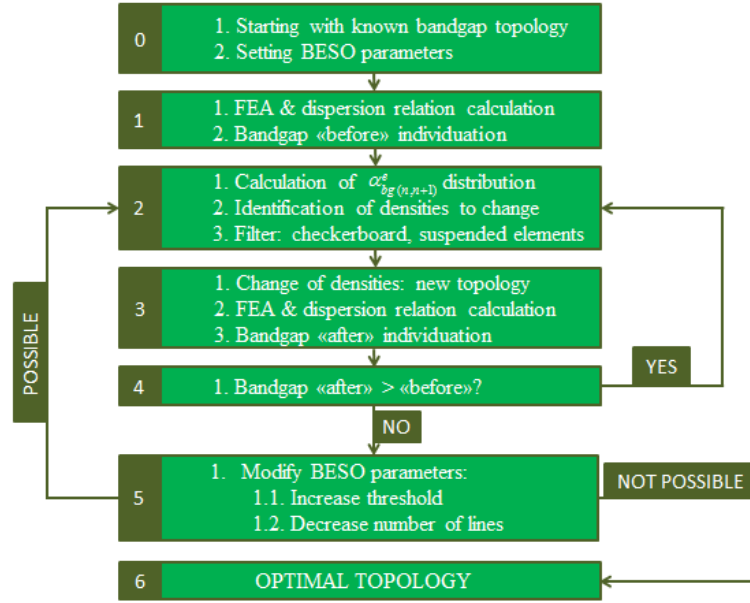 0
1. Starting with known bandgap topology
2. Setting BESO parameters
1
1. FEA & dispersion relation calculation
2. Bandgap «before» individuation
2
1. Calculation of α^e_{bg(n,n+1)} distribution
2. Identification of densities to change
3. Filter: checkerboard, suspended elements
3
1. Change of densities: new topology
2. FEA & dispersion relation calculation
3. Bandgap «after» individuation
POSSIBLE
4
1. Bandgap «after» > «before»?
YES
NO
5
1. Modify BESO parameters:
1.1. Increase threshold
1.2. Decrease number of lines
NOT POSSIBLE
6
OPTIMAL TOPOLOGY